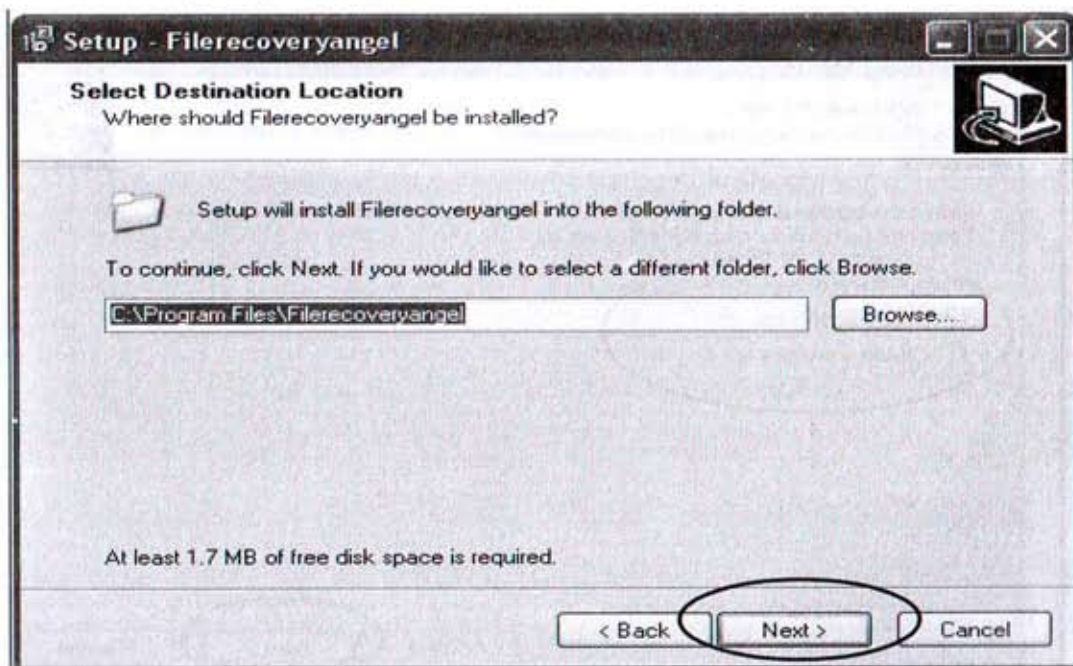 Setup - Filerecoveryangel
Select Destination Location
Where should Filerecoveryangel be installed?
Setup will install Filerecoveryangel into the following folder.
To continue, click Next. If you would like to select a different folder, click Browse.
C:\Program Files\Filerecoveryangel
Browse...
At least 1.7 MB of free disk space is required.
< Back
Next >
Cancel